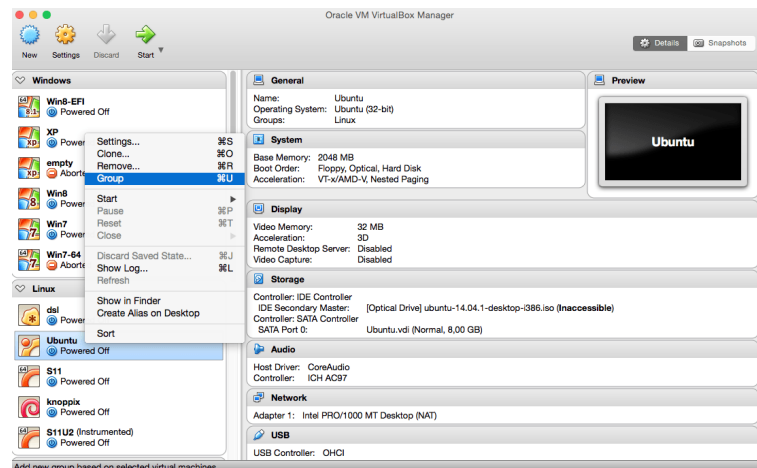 Oracle VM VirtualBox Manager
New Settings Discard Start
Details Snapshots
Windows
Win8-EFI
Powered Off
XP
empty
Win8
Win7
Win7-64
Linux
dsl
Ubuntu
Powered Off
S11
Powered Off
knoppix
Powered Off
S11U2 (Instrumented)
Powered Off
Settings... ⌘S
Clone... ⌘O
Remove... ⌘R
Group ⌘U
Start
Pause ⌘P
Reset ⌘T
Close
Discard Saved State... ⌘J
Show Log... ⌘L
Refresh
Show in Finder
Create Alias on Desktop
Sort
General
Name: Ubuntu
Operating System: Ubuntu (32-bit)
Groups: Linux
Preview
Ubuntu
System
Base Memory: 2048 MB
Boot Order: Floppy, Optical, Hard Disk
Acceleration: VT-x/AMD-V, Nested Paging
Display
Video Memory: 32 MB
Acceleration: 3D
Remote Desktop Server: Disabled
Video Capture: Disabled
Storage
Controller: IDE Controller
IDE Secondary Master: [Optical Drive] ubuntu-14.04.1-desktop-i386.iso (Inaccessible)
Controller: SATA Controller
SATA Port 0: Ubuntu.vdi (Normal, 8,00 GB)
Audio
Host Driver: CoreAudio
Controller: ICH AC97
Network
Adapter 1: Intel PRO/1000 MT Desktop (NAT)
USB
USB Controller: OHCI
Add new group based on selected virtual machines